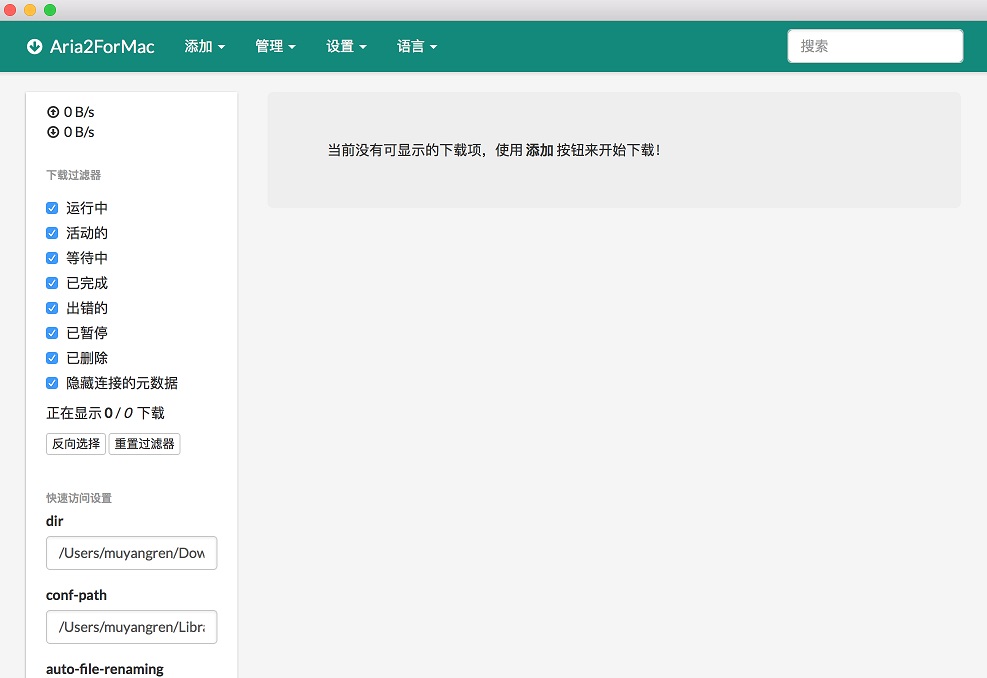 Aria2ForMac 添加 管理 设置 语言 搜索
0 B/s
0 B/s
下载过滤器
运行中
活动的
等待中
已完成
出错的
已暂停
已删除
隐藏连接的元数据
正在显示 0 / 0 下载
反向选择 重置过滤器
快速访问设置
dir
/Users/muyangren/Dow
conf-path
/Users/muyangren/Libra
auto-file-renaming
当前没有可显示的下载项，使用 添加 按钮来开始下载！